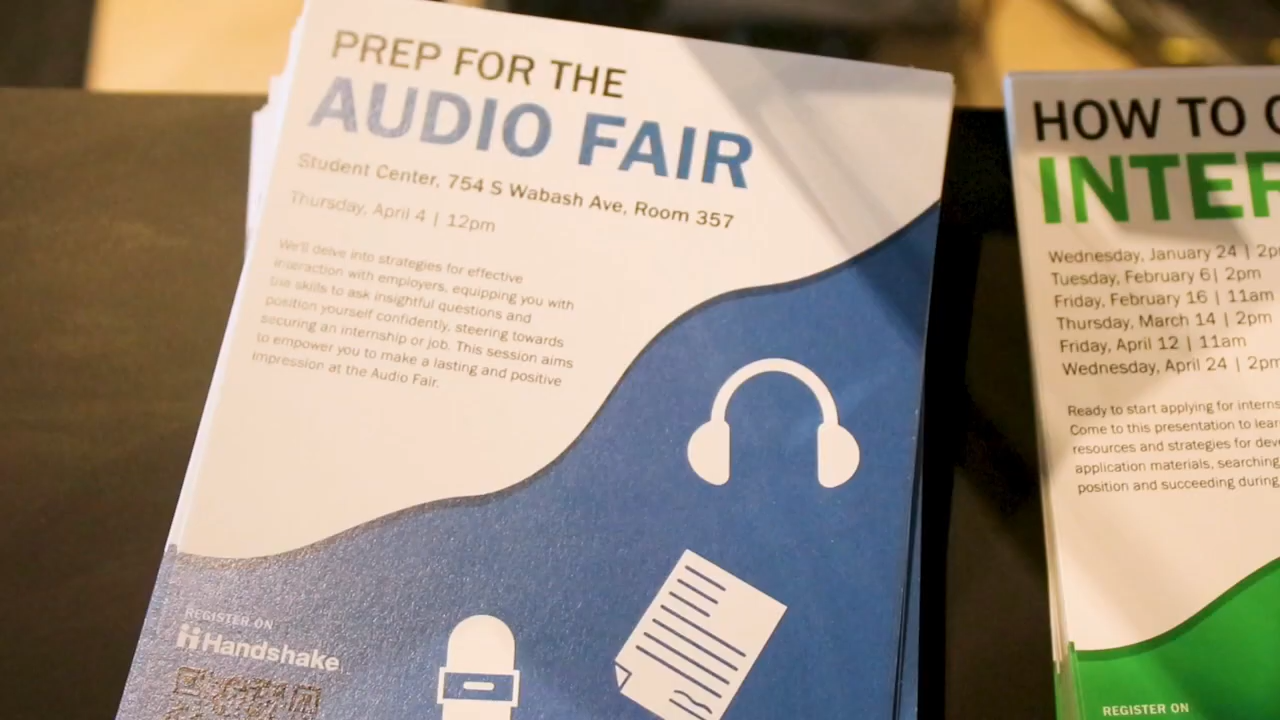 PREP FOR THE
AUDIO FAIR
Student Center, 754 S Wabash Ave, Room 357
Thursday, April 4 | 12pm
We'll delve into strategies for effective
interaction with employers, equipping you with
the skills to ask insightful questions and
position yourself confidently, steering towards
securing an internship or job. This session aims
to empower you to make a lasting and positive
impression at the Audio Fair.
REGISTER ON
Handshake
HOW TO
INTER
Wednesday, January 24 | 2p
Tuesday, February 6| 2pm
Friday, February 16 | 11am
Thursday, March 14 | 2pm
Friday, April 12 | 11am
Wednesday, April 24 | 2pm
Ready to start applying for interns
Come to this presentation to lear
resources and strategies for deve
application materials, searching
position and succeeding during
REGISTER ON